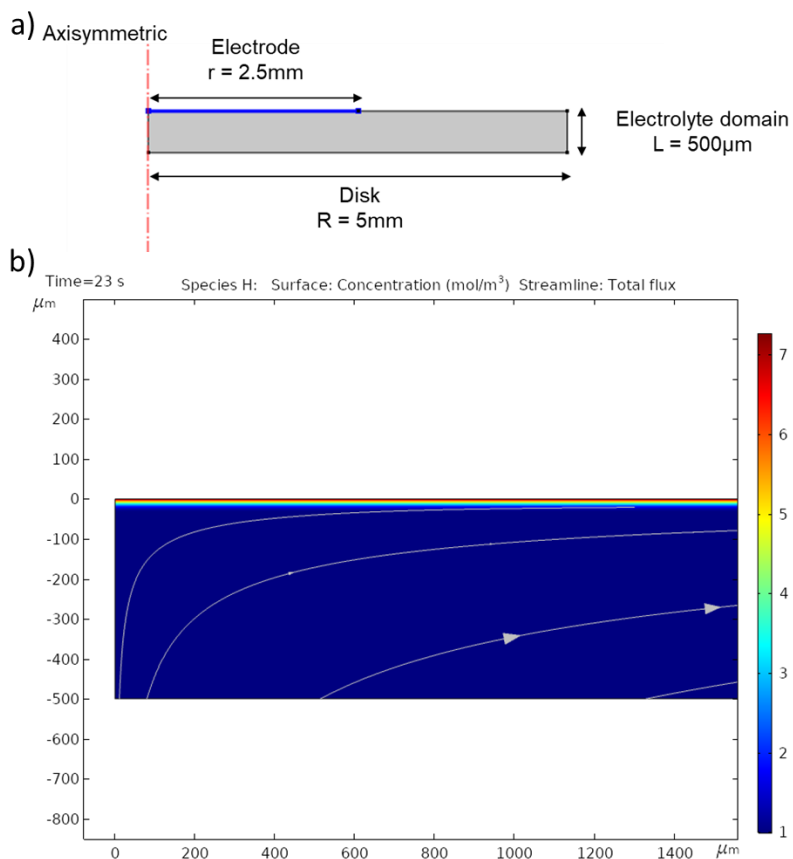 a)
Axisymmetric
Electrode
r = 2.5mm
Electrolyte domain
L = 500µm
Disk
R = 5mm
b)
Time=23 s Species H: Surface: Concentration (mol/m³) Streamline: Total flux
µm
400
300
200
100
0
-100
-200
-300
-400
-500
-600
-700
-800
0 200 400 600 800 1000 1200 1400 µm
7
6
5
4
3
2
1